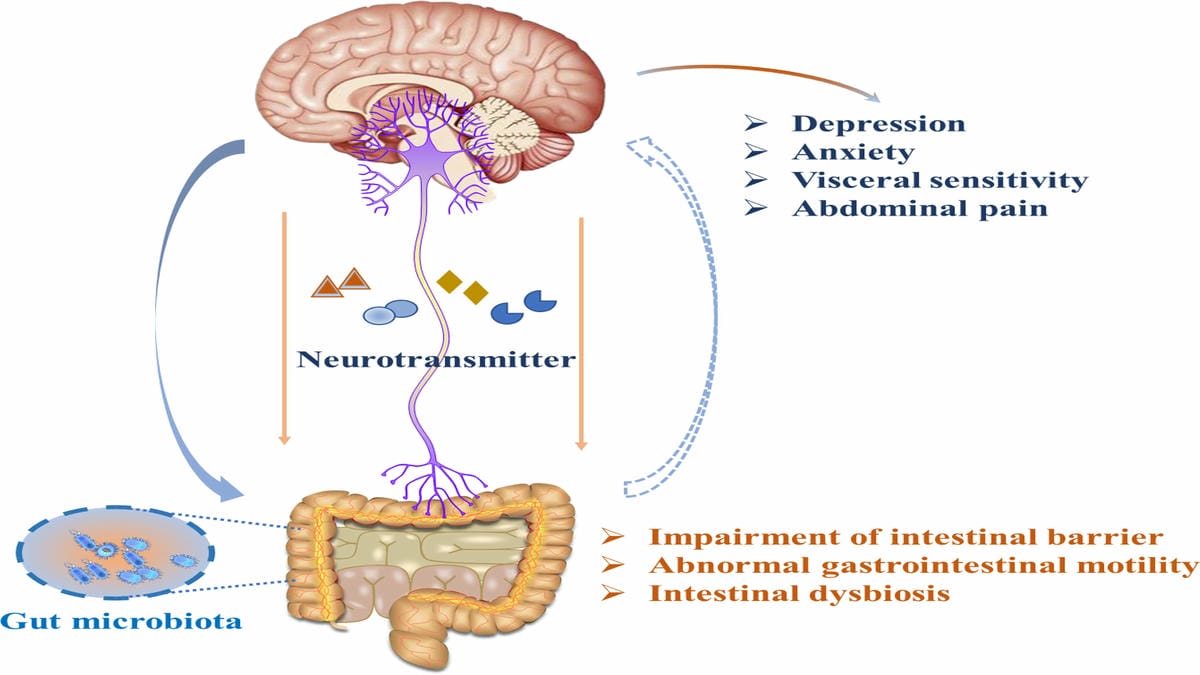 Depression
Anxiety
Visceral sensitivity
Abdominal pain
Neurotransmitter
Impairment of intestinal barrier
Abnormal gastrointestinal motility
Intestinal dysbiosis
Gut microbiota